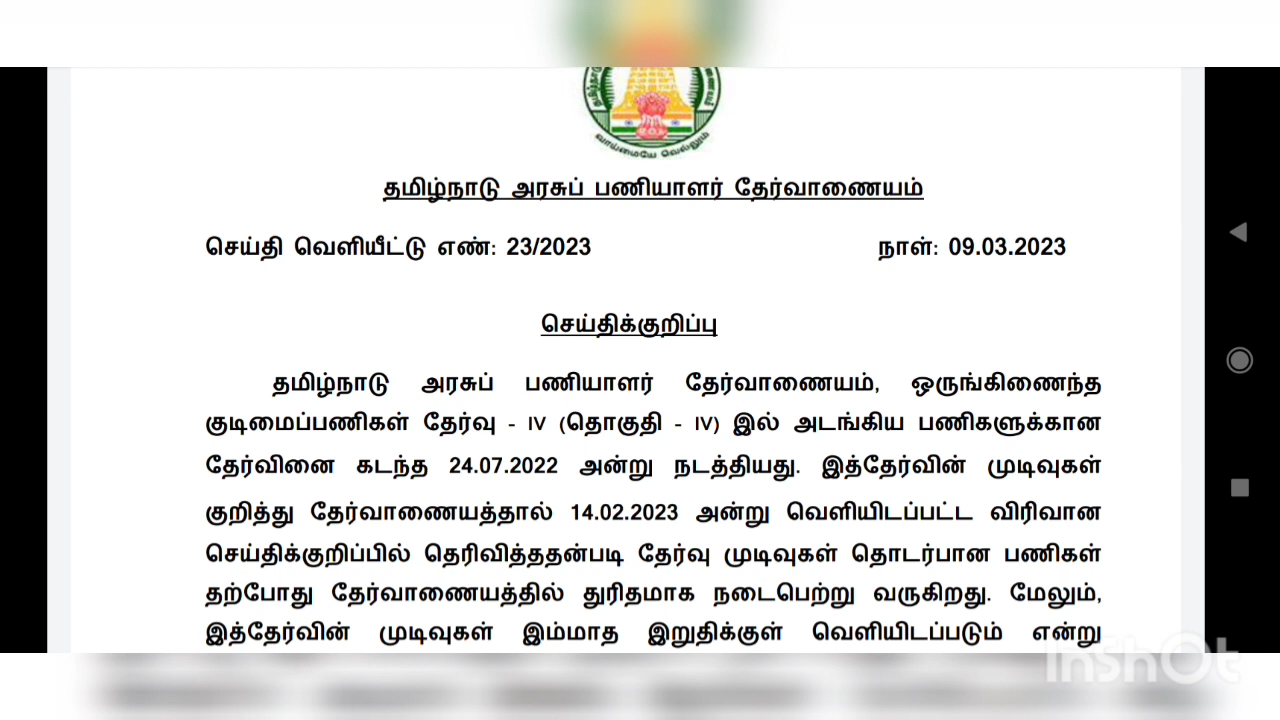 வாய்மையே வெல்லும்
தமிழ்நாடு அரசுப் பணியாளர் தேர்வாணையம்
செய்தி வெளியீட்டு எண்: 23/2023 நாள்: 09.03.2023
செய்திக்குறிப்பு
தமிழ்நாடு அரசுப் பணியாளர் தேர்வாணையம், ஒருங்கிணைந்த
குடிமைப்பணிகள் தேர்வு - IV (தொகுதி - IV) இல் அடங்கிய பணிகளுக்கான
தேர்வினை கடந்த 24.07.2022 அன்று நடத்தியது. இத்தேர்வின் முடிவுகள்
குறித்து தேர்வாணையத்தால் 14.02.2023 அன்று வெளியிடப்பட்ட விரிவான
செய்திக்குறிப்பில் தெரிவித்ததன்படி தேர்வு முடிவுகள் தொடர்பான பணிகள்
தற்போது தேர்வாணையத்தில் துரிதமாக நடைபெற்று வருகிறது. மேலும்,
இத்தேர்வின் முடிவுகள் இம்மாத இறுதிக்குள் வெளியிடப்படும் என்று
InShOt